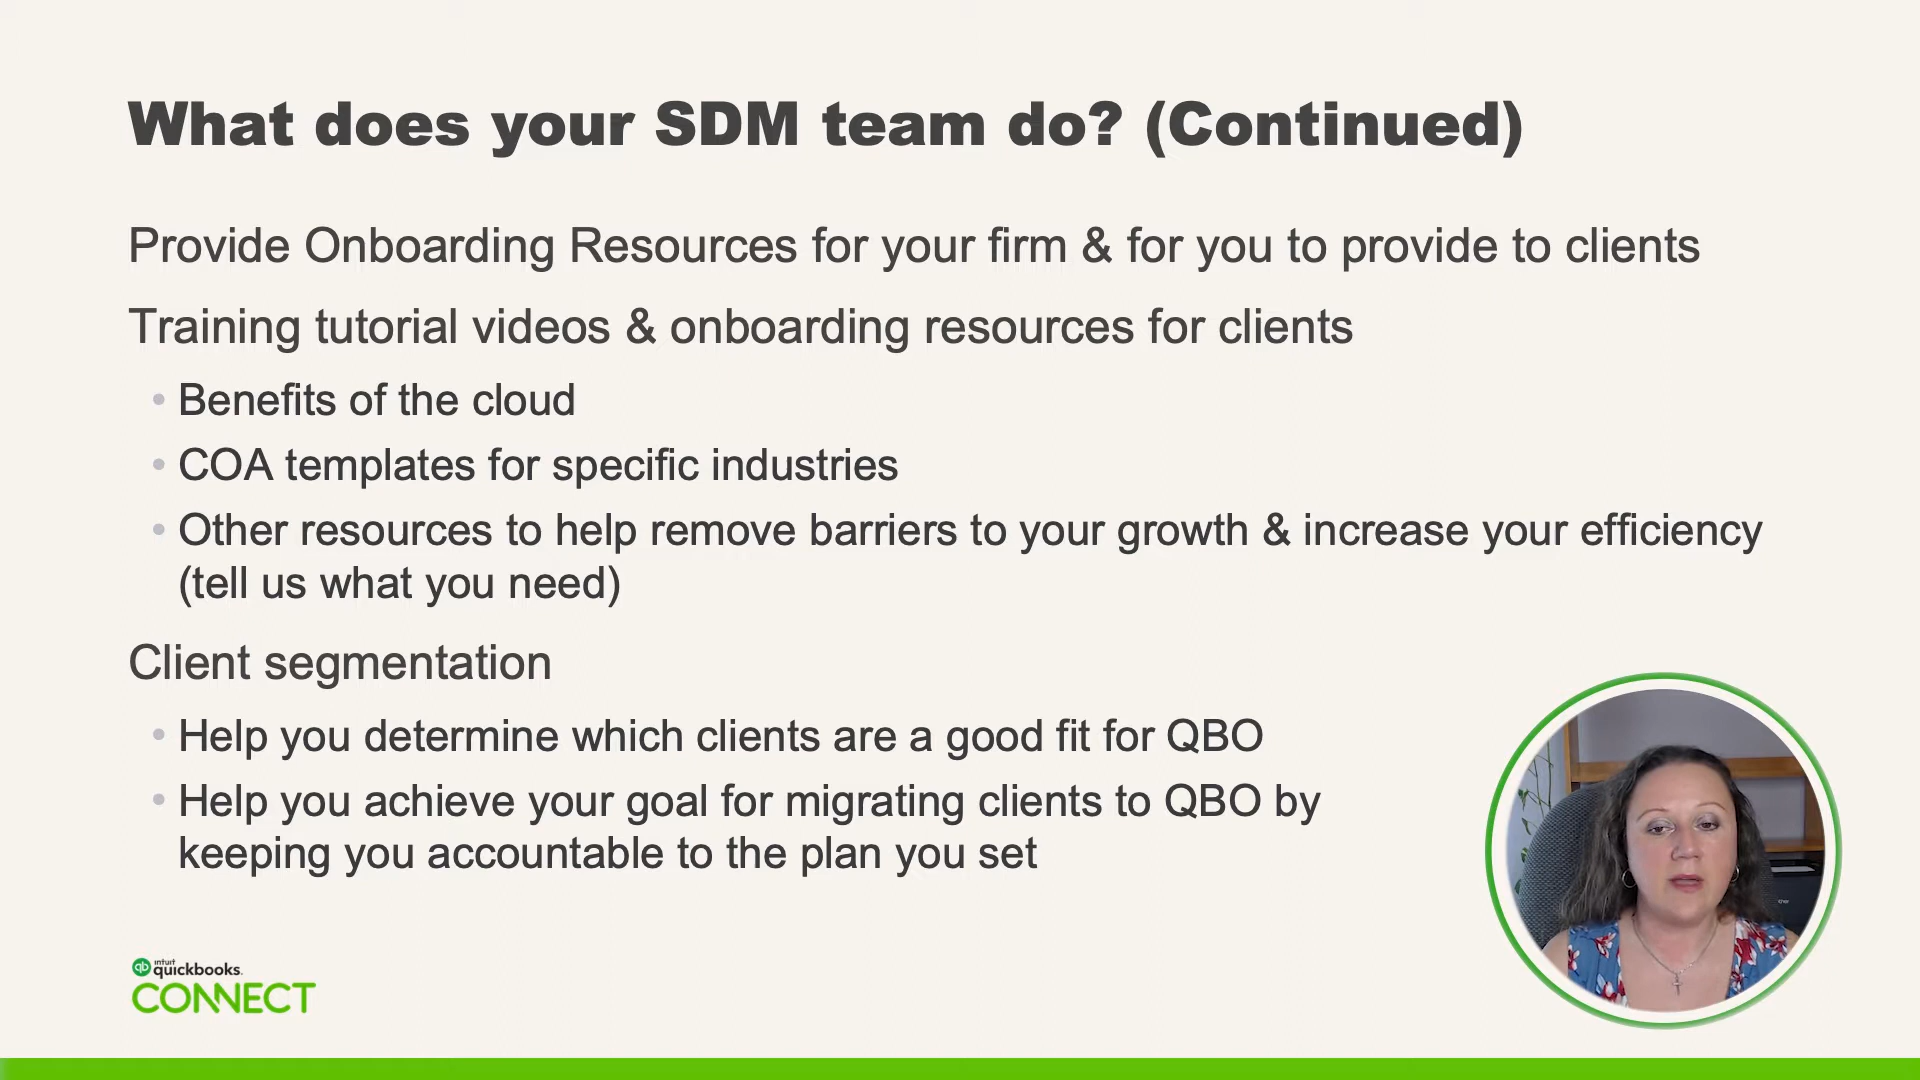 What does your SDM team do? (Continued)
Provide Onboarding Resources for your firm & for you to provide to clients
Training tutorial videos & onboarding resources for clients
• Benefits of the cloud
• COA templates for specific industries
• Other resources to help remove barriers to your growth & increase your efficiency
(tell us what you need)
Client segmentation
• Help you determine which clients are a good fit for QBO
• Help you achieve your goal for migrating clients to QBO by
keeping you accountable to the plan you set
qb intuit
quickbooks.
CONNECT